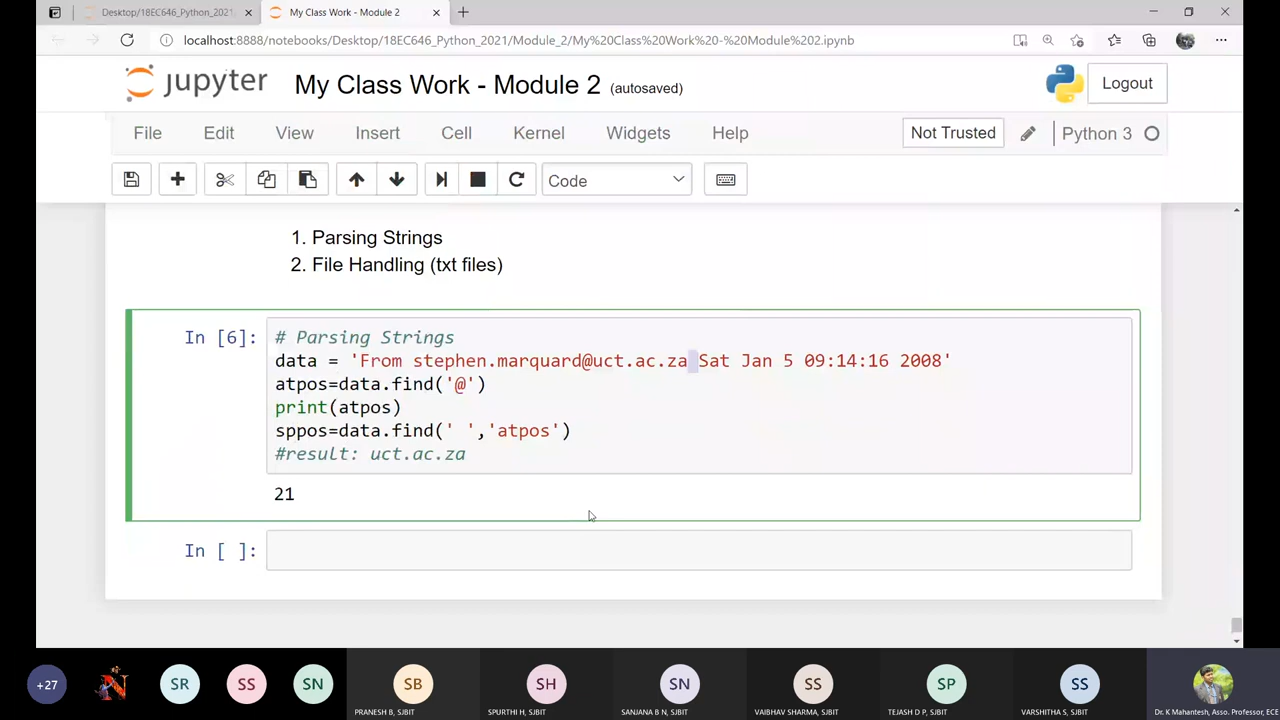 Desktop/18EC646_Python_2021/
My Class Work - Module 2
localhost:8888/notebooks/Desktop/18EC646_Python_2021/Module_2/My%20Class%20Work%20-%20Module%202.ipynb
jupyter
My Class Work - Module 2 (autosaved)
Logout
File Edit View Insert Cell Kernel Widgets Help
Not Trusted
Python 3
Code
1. Parsing Strings
2. File Handling (txt files)
In [6]:
# Parsing Strings
data = 'From stephen.marquard@uct.ac.za Sat Jan 5 09:14:16 2008'
atpos=data.find('@')
print(atpos)
sppos=data.find(' ','atpos')
#result: uct.ac.za
21
In [ ]:
+27
N
SR
SS
SN
SB
SH
SN
SS
SP
SS
PRANESH B, SJBIT
SPURTHI H, SJBIT
SANJANA B N, SJBIT
VAIBHAV SHARMA, SJBIT
TEJASH D P, SJBIT
VARSHITHA S, SJBIT
Dr. K Mahantesh, Asso. Professor, ECE